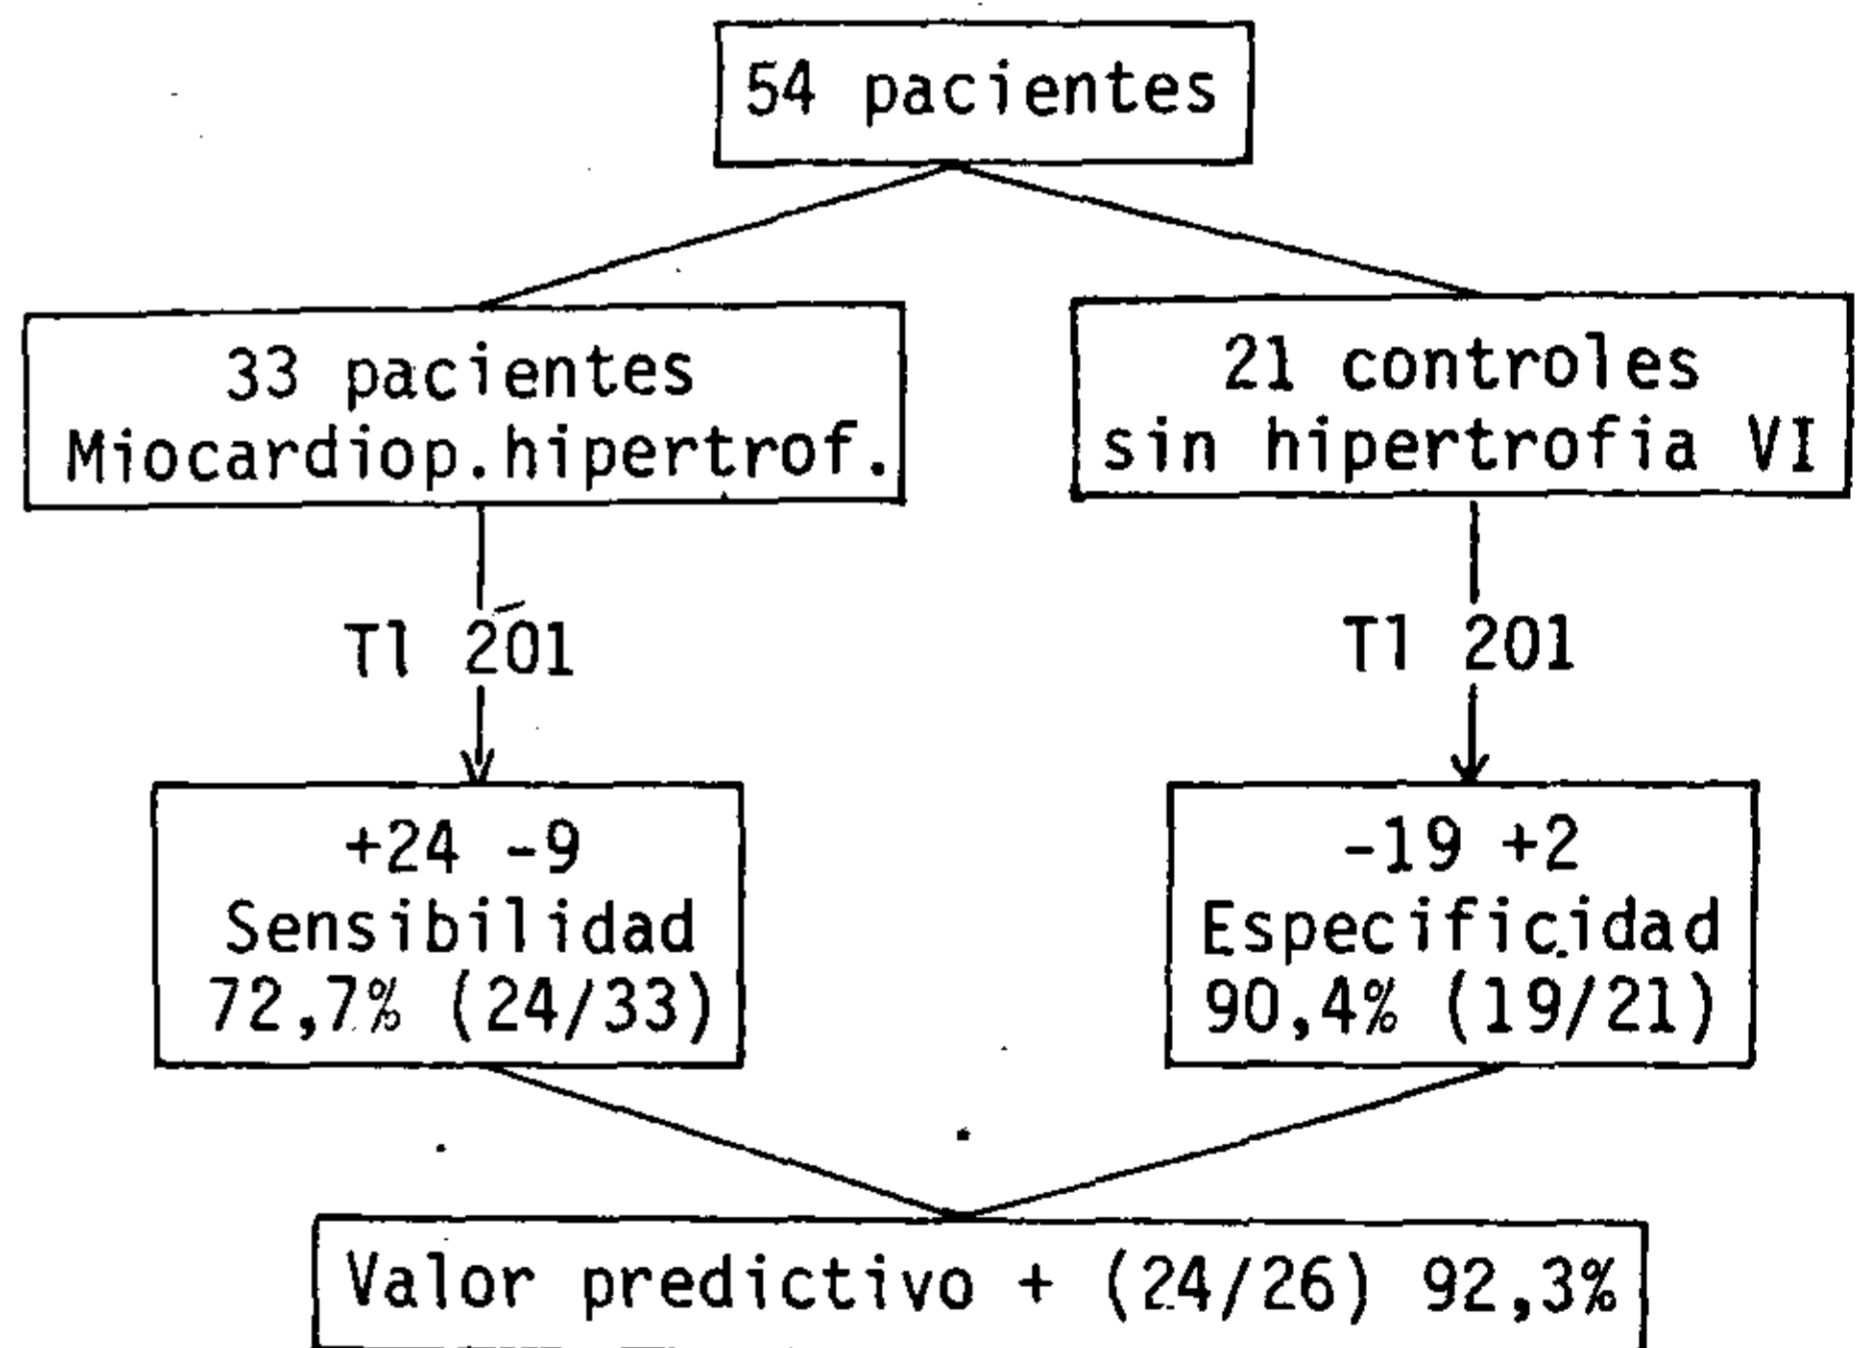 54 pacientes
33 pacientes
Miocardiop.hipertrof.
21 controles
sin hipertrofia VI
Tl 201
Tl 201
+24 -9
Sensibilidad
72,7% (24/33)
-19 +2
Especificidad
90,4% (19/21)
Valor predictivo + (24/26) 92,3%